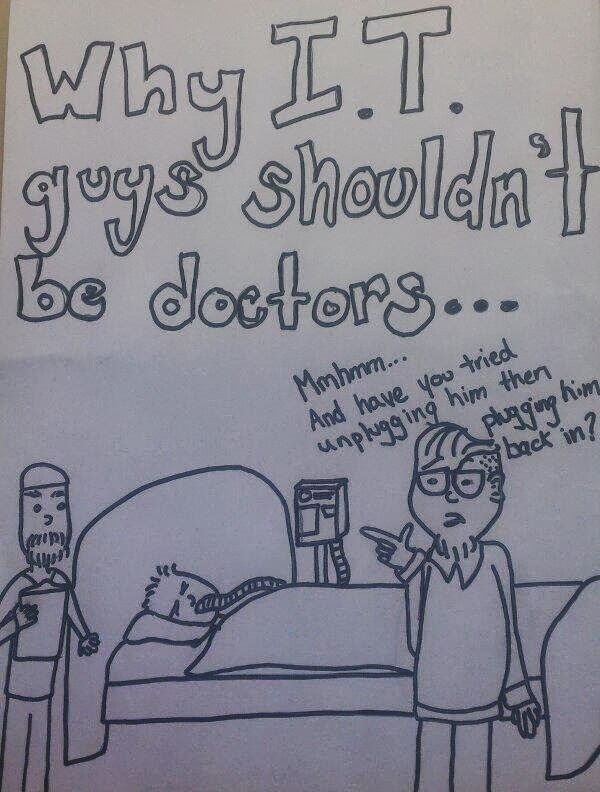 Why I.T.
guys shouldn't
be doctors...
Mmhmm...
And have you tried
unplugging him then
plugging him
back in?